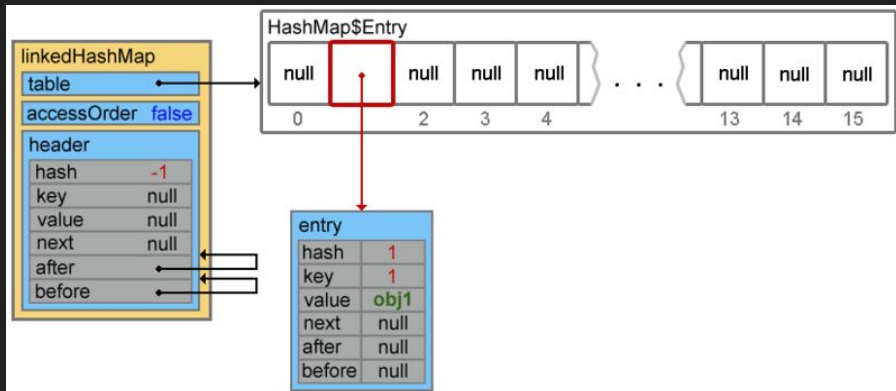 HashMap$Entry
linkedHashMap
table
accessOrder false
header
hash -1
key null
value null
next null
after
before
null null null null . . . null null null
0 2 3 4 13 14 15
entry
hash 1
key 1
value obj1
next null
after null
before null